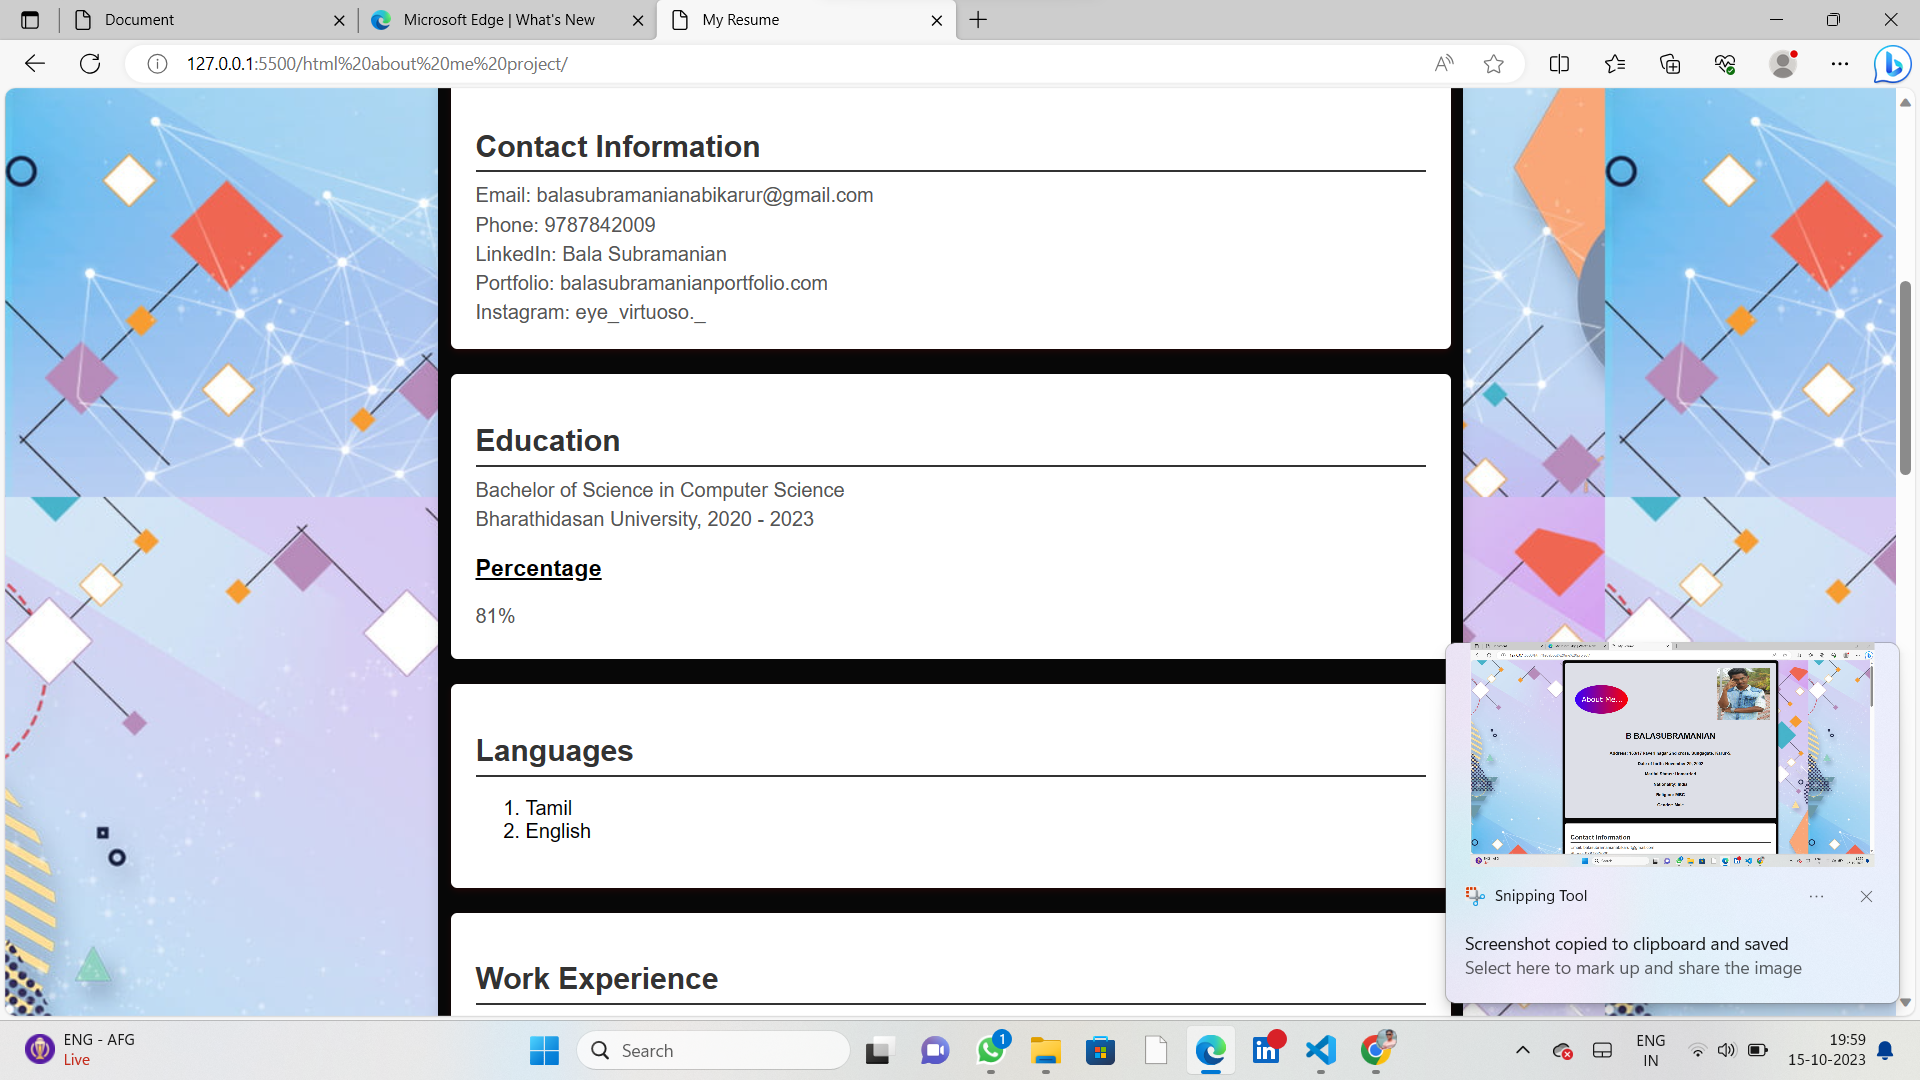 Document
Microsoft Edge | What's New
My Resume
127.0.0.1:5500/html%20about%20me%20project/
Contact Information
Email: balasubramanianabikarur@gmail.com
Phone: 9787842009
LinkedIn: Bala Subramanian
Portfolio: balasubramanianportfolio.com
Instagram: eye_virtuoso._
Education
Bachelor of Science in Computer Science
Bharathidasan University, 2020 - 2023
Percentage
81%
Languages
1. Tamil
2. English
Work Experience
About Me...
B BALASUBRAMANIAN
Contact Information
Snipping Tool
Screenshot copied to clipboard and saved
Select here to mark up and share the image
ENG - AFG
Live
Search
1
ENG
IN
19:59
15-10-2023